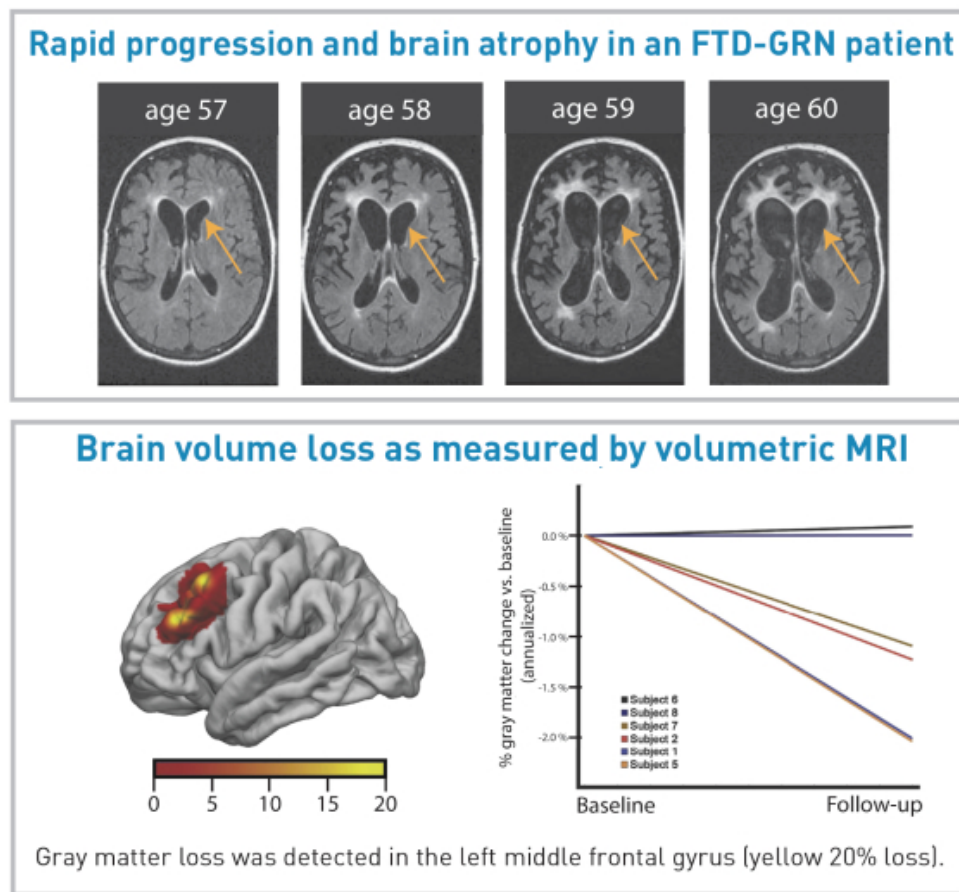 Rapid progression and brain atrophy in an FTD-GRN patient
age 57
age 58
age 59
age 60
Brain volume loss as measured by volumetric MRI
% gray matter change vs. baseline
(annualized)
0.0 %
-0.5 %
-1.0 %
-1.5 %
-2.0 %
Subject 6
Subject 8
Subject 7
Subject 2
Subject 1
Subject 5
Baseline
Follow-up
0 5 10 15 20
Gray matter loss was detected in the left middle frontal gyrus (yellow 20% loss).